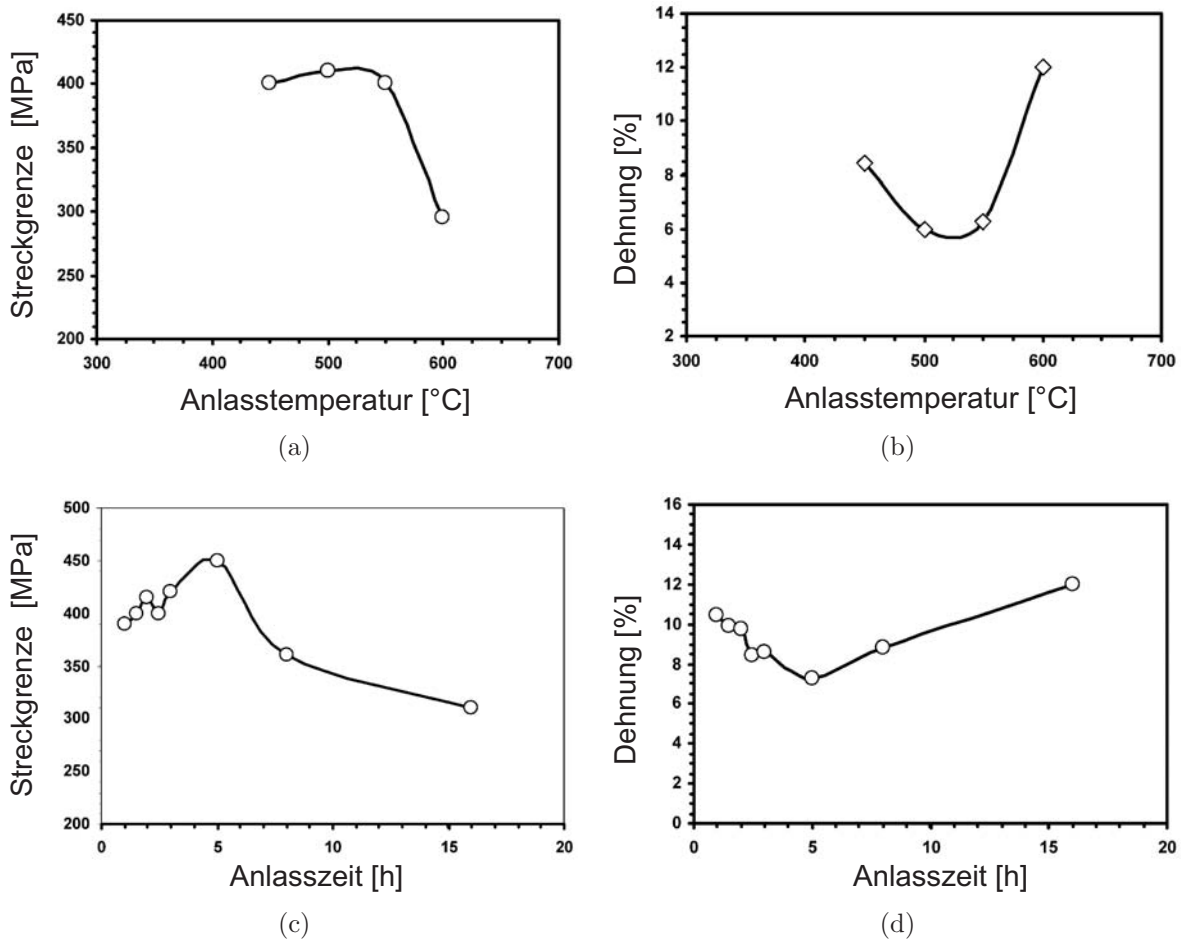 450
400
350
300
250
200
Streckgrenze [MPa]
300 400 500 600 700
Anlasstemperatur [°C]
(a)
14
12
10
8
6
4
2
Dehnung [%]
300 400 500 600 700
Anlasstemperatur [°C]
(b)
500
450
400
350
300
250
200
Streckgrenze [MPa]
0 5 10 15 20
Anlasszeit [h]
(c)
16
14
12
10
8
6
4
2
0
Dehnung [%]
0 5 10 15 20
Anlasszeit [h]
(d)